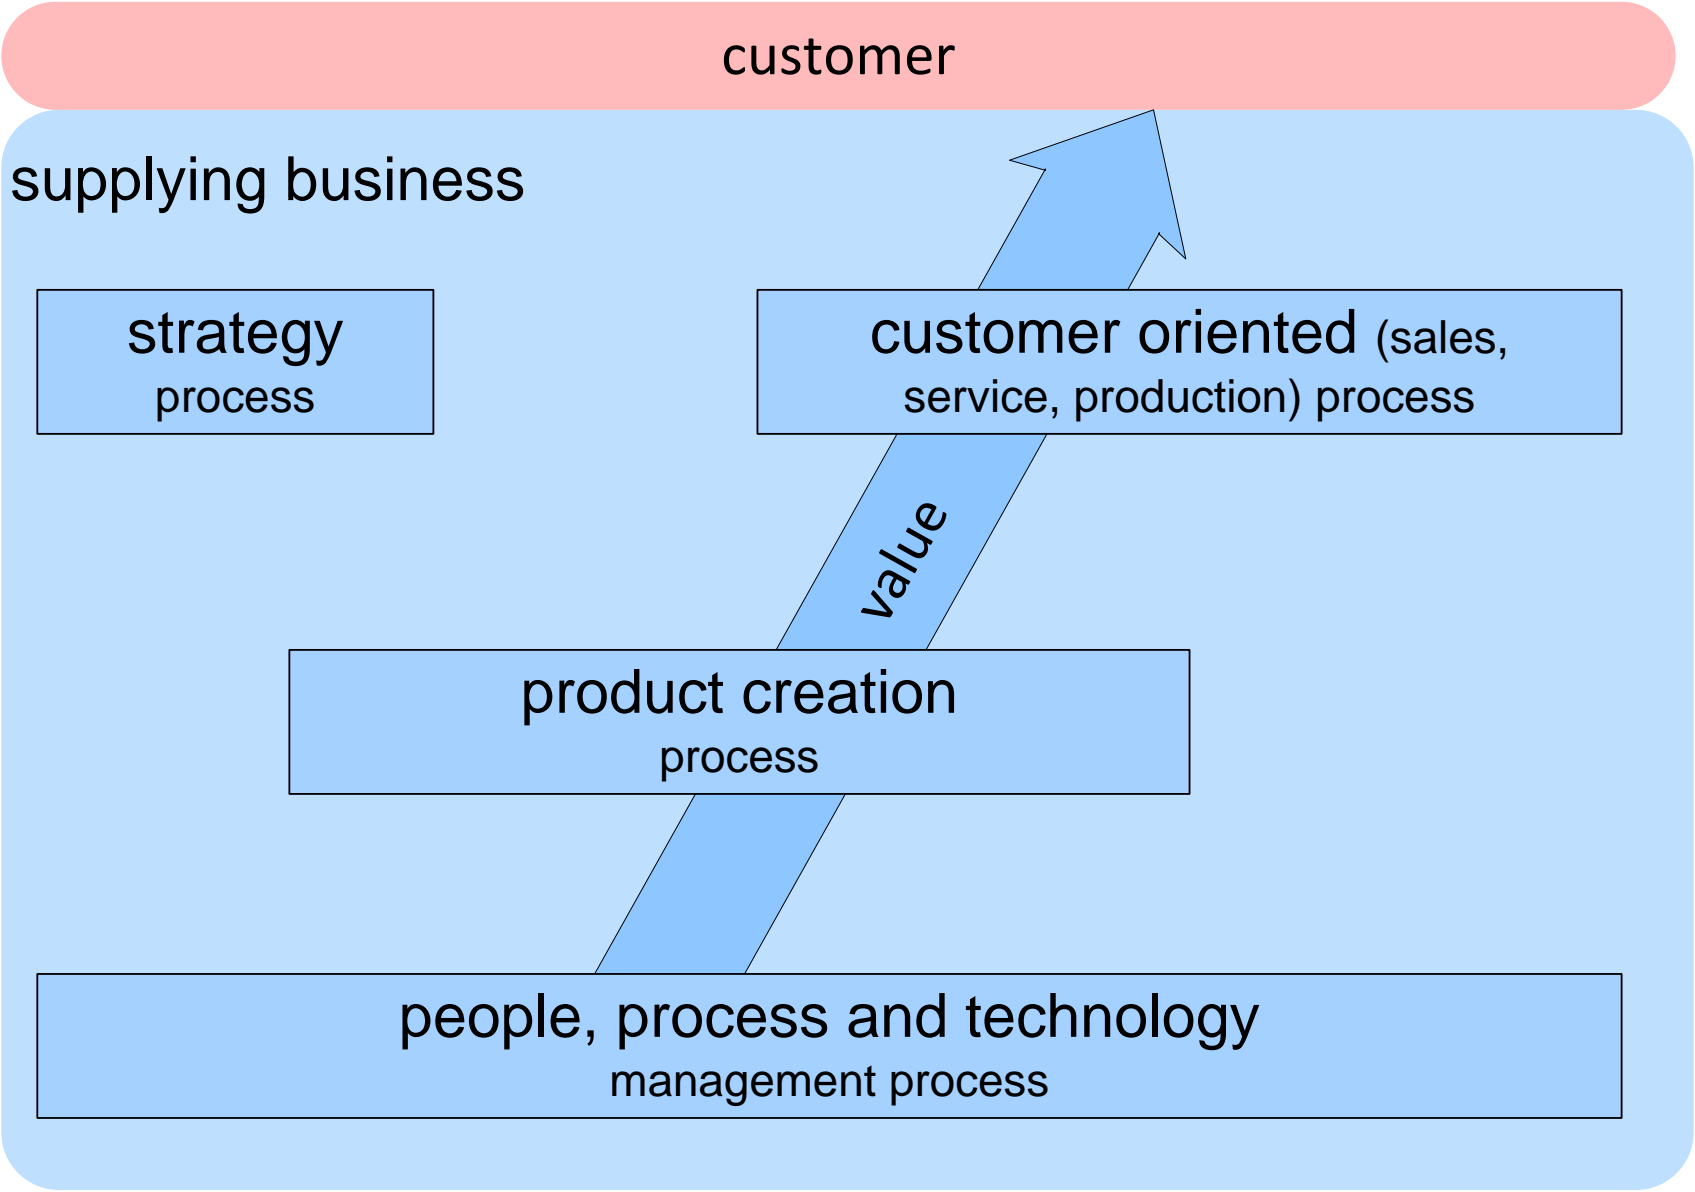 customer
supplying business
strategy
process
customer oriented (sales,
service, production) process
value
product creation
process
people, process and technology
management process